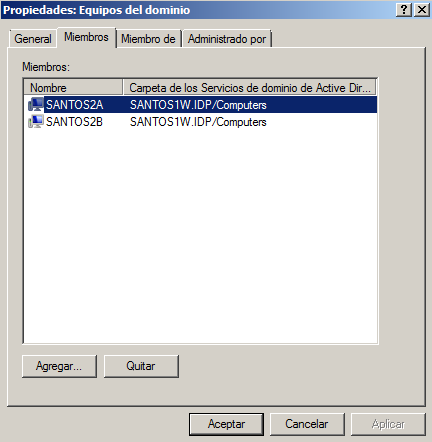 Propiedades: Equipos del dominio
General Miembros Miembro de Administrado por
Miembros:
Nombre Carpeta de los Servicios de dominio de Active Dir...
SANTOS2A SANTOS1W.IDP/Computers
SANTOS2B SANTOS1W.IDP/Computers
Agregar... Quitar
Aceptar Cancelar Aplicar